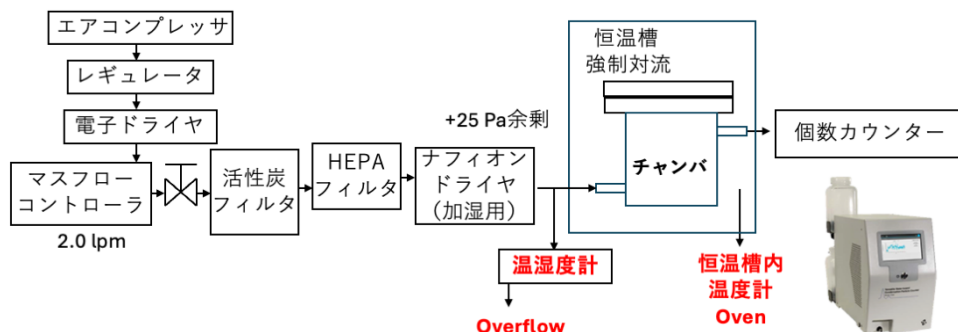 エアコンプレッサ
レギュレータ
電子ドライヤ
マスフロー
コントローラ
2.0 lpm
活性炭
フィルタ
HEPA
フィルタ
+25 Pa余剰
ナフィオン
ドライヤ
（加湿用）
温湿度計
Overflow
恒温槽
強制対流
チャンバ
恒温槽内
温度計
Oven
個数カウンター